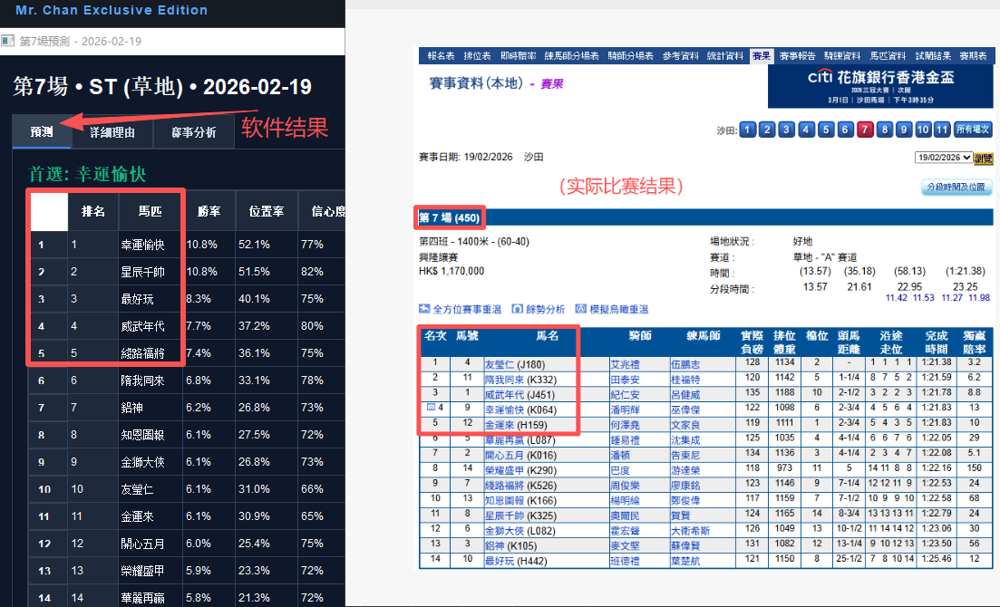 Mr. Chan Exclusive Edition
第7場預測 - 2026-02-19
第7場 • ST (草地) • 2026-02-19
預測 詳細理由 賽事分析
软件结果
首選: 幸運愉快
排名 馬匹 勝率 位置率 信心度
1 1 幸運愉快 10.8% 52.1% 77%
2 2 星辰千帥 10.8% 51.5% 82%
3 3 最好玩 8.3% 40.1% 75%
4 4 威武年代 7.7% 37.2% 80%
5 5 綫路福將 7.4% 36.1% 75%
6 6 隋我同來 6.8% 33.1% 78%
7 7 鋁神 6.2% 26.8% 73%
8 8 知恩圖報 6.1% 27.5% 72%
9 9 金獅大俠 6.1% 26.8% 73%
10 10 友瑩仁 6.1% 31.0% 66%
11 11 金運來 6.1% 30.9% 65%
12 12 開心五月 6.0% 25.4% 75%
13 13 榮耀盛甲 5.9% 23.3% 72%
14 14 華麗再贏 5.8% 21.3% 72%
報名表 排位表 即時賠率 練馬師分場表 騎師分場表 參考資料 統計資料 賽果 賽事報告 騎練資料 馬匹資料 試閘結果 賽期表
賽事資料(本地) - 賽果
citi 花旗銀行香港金盃
2026三冠大賽 | 次關
3月1日 | 沙田馬場 | 下午3時35分
沙田: 1 2 3 4 5 6 7 8 9 10 11 所有場次
賽事日期: 19/02/2026 沙田
19/02/2026 瀏覽
(实际比赛结果)
分段時間及位置
第 7 場 (450)
第四班 - 1400米 - (60-40) 場地狀況 : 好地
興隆讓賽 賽道 : 草地 - "A" 賽道
HK$ 1,170,000 時間 : (13.57) (35.18) (58.13) (1:21.38)
分段時間 : 13.57 21.61 22.95 23.25
11.42 11.53 11.27 11.98
全方位賽事重溫 餘勢分析 模擬鳥瞰重溫
名次 馬號 馬名 騎師 練馬師 實際負磅 排位體重 檔位 頭馬距離 沿途走位 完成時間 獨贏賠率
1 4 友瑩仁 (J180) 艾兆禮 伍鵬志 128 1134 2 - 1 1 1 1 1:21.38 3.2
2 11 隋我同來 (K332) 田泰安 桂福特 120 1142 5 1-1/4 8 7 5 2 1:21.59 6.2
3 1 威武年代 (J451) 紀仁安 呂健威 135 1188 10 2-1/2 3 2 2 3 1:21.78 8.8
4 9 幸運愉快 (K064) 潘明輝 巫偉傑 122 1098 6 2-3/4 4 5 6 4 1:21.83 13
5 12 金運來 (H159) 何澤堯 文家良 119 1111 1 2-3/4 5 4 3 5 1:21.83 10
6 5 華麗再贏 (L087) 鍾易禮 沈集成 125 1035 4 4-1/4 6 6 7 6 1:22.05 29
7 2 開心五月 (K016) 潘頓 告東尼 134 1136 3 4-1/4 2 3 4 7 1:22.08 5.1
8 14 榮耀盛甲 (K290) 巴度 游達榮 118 973 11 5 14 11 8 8 1:22.16 150
9 7 綫路福將 (K526) 周俊樂 廖康銘 123 1146 9 7-1/4 12 12 11 9 1:22.53 24
10 13 知恩圖報 (K166) 楊明綸 鄭俊偉 117 1159 7 7-1/2 10 9 9 10 1:22.58 68
11 8 星辰千帥 (K325) 奧爾民 賀賢 124 1165 14 8-3/4 13 13 13 11 1:22.79 24
12 6 金獅大俠 (L082) 霍宏聲 大衛希斯 126 1049 13 10-1/2 11 14 14 12 1:23.06 30
13 3 鋁神 (K105) 麥文堅 蘇偉賢 131 1082 12 13-1/4 9 10 12 13 1:23.50 56
14 10 最好玩 (H442) 班德禮 葉楚航 121 1150 8 25-1/2 7 8 10 14 1:25.46 12